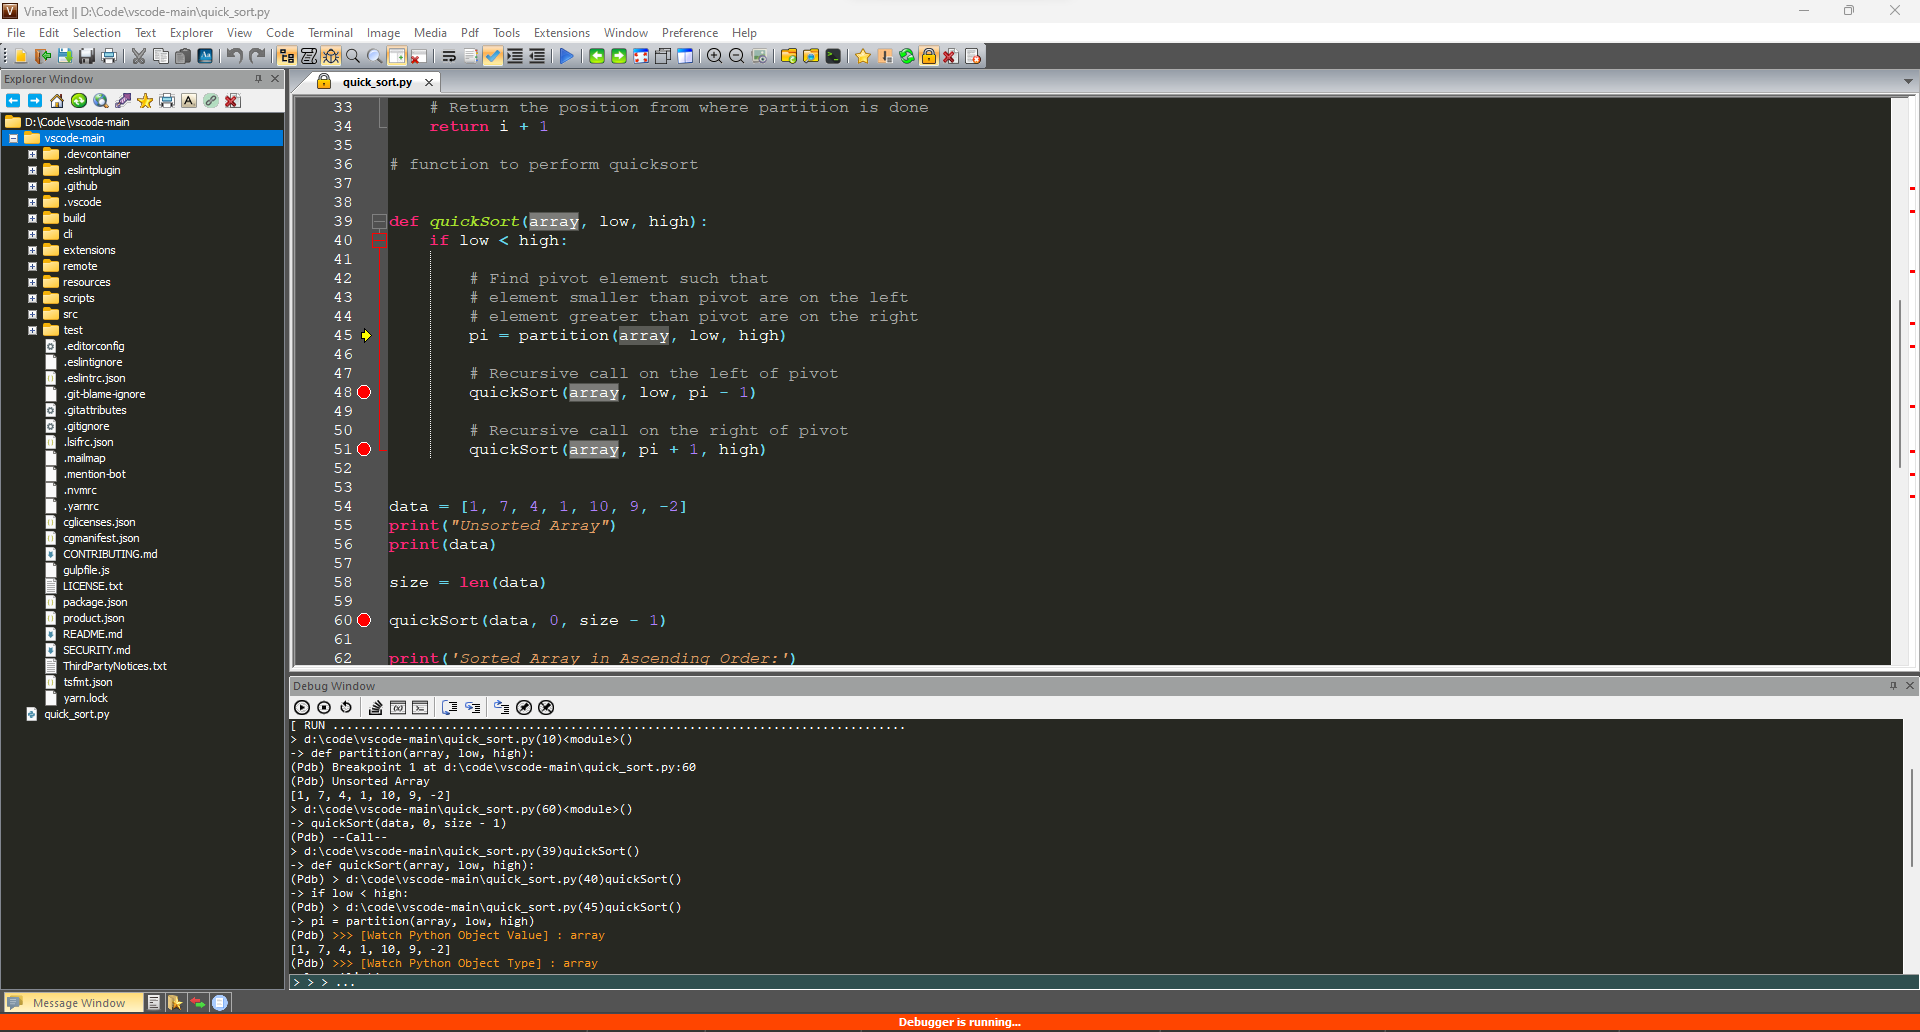 VinaText || D:\Code\vscode-main\quick_sort.py
File Edit Selection Text Explorer View Code Terminal Image Media Pdf Tools Extensions Window Preference Help
Explorer Window
D:\Code\vscode-main
vscode-main
.devcontainer
.eslintplugin
.github
.vscode
build
cli
extensions
remote
resources
scripts
src
test
.editorconfig
.eslintignore
.eslintrc.json
.git-blame-ignore
.gitattributes
.gitignore
.lsifrc.json
.mailmap
.mention-bot
.nvmrc
.yarnrc
cglicenses.json
cgmanifest.json
CONTRIBUTING.md
gulpfile.js
LICENSE.txt
package.json
product.json
README.md
SECURITY.md
ThirdPartyNotices.txt
tsfmt.json
yarn.lock
quick_sort.py
quick_sort.py
33 # Return the position from where partition is done
34 return i + 1
35
36 # function to perform quicksort
37
38
39 def quickSort(array, low, high):
40 if low < high:
41
42 # Find pivot element such that
43 # element smaller than pivot are on the left
44 # element greater than pivot are on the right
45 pi = partition(array, low, high)
46
47 # Recursive call on the left of pivot
48 quickSort(array, low, pi - 1)
49
50 # Recursive call on the right of pivot
51 quickSort(array, pi + 1, high)
52
53
54 data = [1, 7, 4, 1, 10, 9, -2]
55 print("Unsorted Array")
56 print(data)
57
58 size = len(data)
59
60 quickSort(data, 0, size - 1)
61
62 print('Sorted Array in Ascending Order:')
Debug Window
[ RUN ..................................................................................
> d:\code\vscode-main\quick_sort.py(10)<module>()
-> def partition(array, low, high):
(Pdb) Breakpoint 1 at d:\code\vscode-main\quick_sort.py:60
(Pdb) Unsorted Array
[1, 7, 4, 1, 10, 9, -2]
> d:\code\vscode-main\quick_sort.py(60)<module>()
-> quickSort(data, 0, size - 1)
(Pdb) --Call--
> d:\code\vscode-main\quick_sort.py(39)quickSort()
-> def quickSort(array, low, high):
(Pdb) > d:\code\vscode-main\quick_sort.py(40)quickSort()
-> if low < high:
(Pdb) > d:\code\vscode-main\quick_sort.py(45)quickSort()
-> pi = partition(array, low, high)
(Pdb) >>> [Watch Python Object Value] : array
[1, 7, 4, 1, 10, 9, -2]
(Pdb) >>> [Watch Python Object Type] : array
> > > ...
Message Window
Debugger is running...